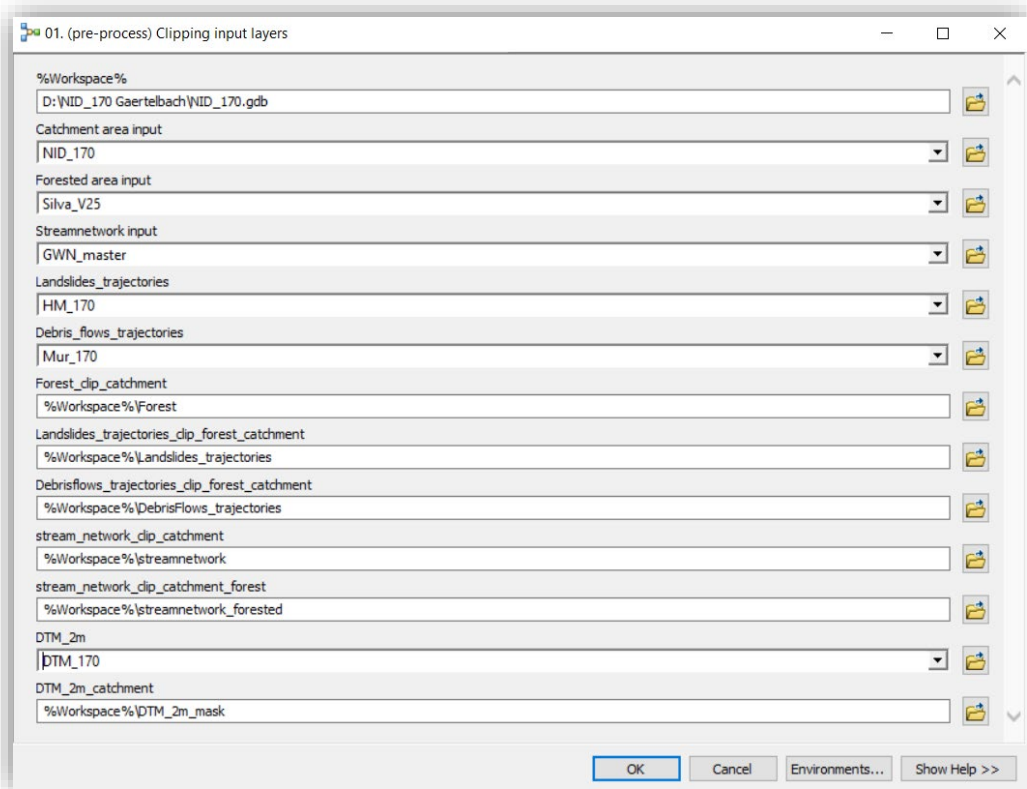 01. (pre-process) Clipping input layers
%Workspace%
D:\NID_170 Gaertelbach\NID_170.gdb
Catchment area input
NID_170
Forested area input
Silva_V25
Streamnetwork input
GWN_master
Landslides_trajectories
HM_170
Debris_flows_trajectories
Mur_170
Forest_clip_catchment
%Workspace%\Forest
Landslides_trajectories_clip_forest_catchment
%Workspace%\Landslides_trajectories
Debrisflows_trajectories_clip_forest_catchment
%Workspace%\DebrisFlows_trajectories
stream_network_clip_catchment
%Workspace%\streamnetwork
stream_network_clip_catchment_forest
%Workspace%\streamnetwork_forested
DTM_2m
DTM_170
DTM_2m_catchment
%Workspace%\DTM_2m_mask
OK Cancel Environments... Show Help >>